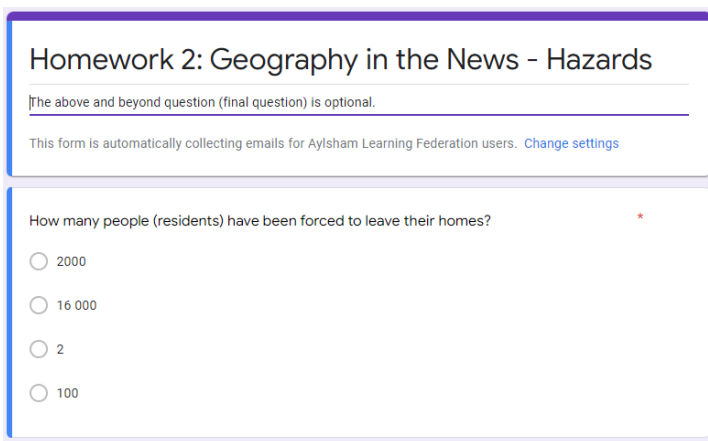 Homework 2: Geography in the News - Hazards
The above and beyond question (final question) is optional.
This form is automatically collecting emails for Aylsham Learning Federation users. Change settings
How many people (residents) have been forced to leave their homes? *
2000
16 000
2
100